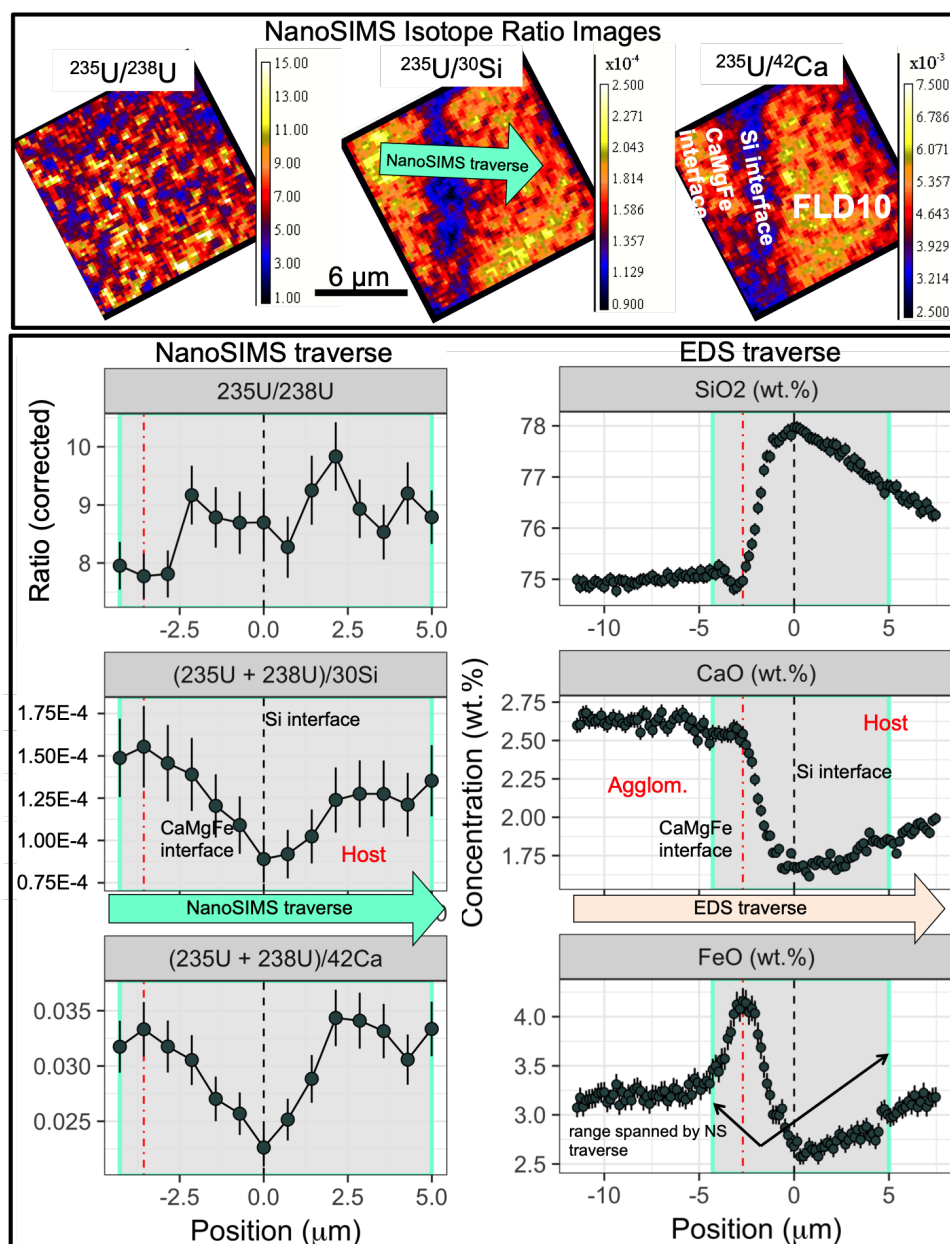 NanoSIMS Isotope Ratio Images
235U/238U
15.00
13.00
11.00
9.00
7.00
5.00
3.00
1.00
235U/30Si
x10-4
2.500
2.271
2.043
1.814
1.586
1.357
1.129
0.900
NanoSIMS traverse
6 μm
235U/42Ca
x10-3
7.500
6.786
6.071
5.357
4.643
3.929
3.214
2.500
CaMgFe
interface
Si interface
FLD10
NanoSIMS traverse
235U/238U
Ratio (corrected)
10
9
8
-2.5
0.0
2.5
5.0
(235U + 238U)/30Si
1.75E-4
1.50E-4
1.25E-4
1.00E-4
0.75E-4
Si interface
CaMgFe
interface
Host
NanoSIMS traverse
0
(235U + 238U)/42Ca
0.035
0.030
0.025
-2.5
0.0
2.5
5.0
Position (μm)
EDS traverse
SiO2 (wt.%)
78
77
76
75
-10
-5
0
5
Concentration (wt.%)
CaO (wt.%)
2.75
2.50
2.25
2.00
1.75
Host
Si interface
Agglom.
CaMgFe
interface
EDS traverse
FeO (wt.%)
4.0
3.5
3.0
2.5
range spanned by NS
traverse
-10
-5
0
5
Position (μm)